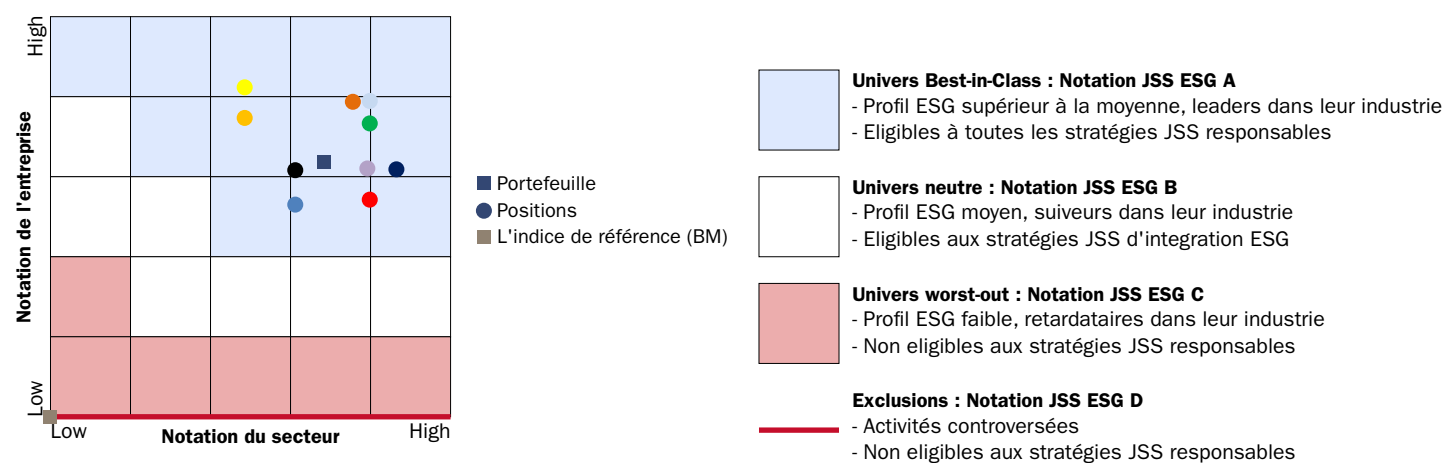 High
Notation de l'entreprise
Low
Low
Notation du secteur
High
Portefeuille
Positions
L'indice de référence (BM)
Univers Best-in-Class : Notation JSS ESG A
- Profil ESG supérieur à la moyenne, leaders dans leur industrie
- Eligibles à toutes les stratégies JSS responsables
Univers neutre : Notation JSS ESG B
- Profil ESG moyen, suiveurs dans leur industrie
- Eligibles aux stratégies JSS d'integration ESG
Univers worst-out : Notation JSS ESG C
- Profil ESG faible, retardataires dans leur industrie
- Non eligibles aux stratégies JSS responsables
Exclusions : Notation JSS ESG D
- Activités controversées
- Non eligibles aux stratégies JSS responsables